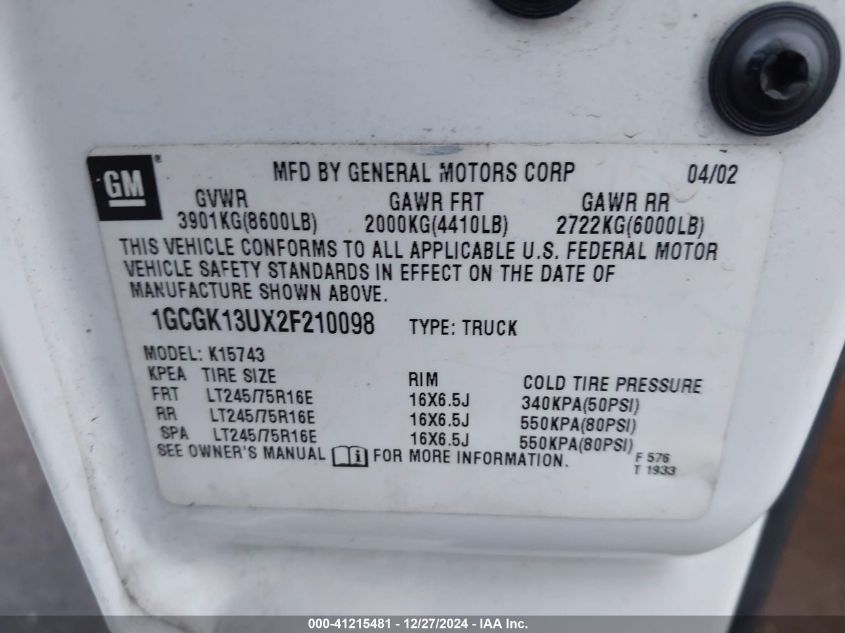 GM ®
MFD BY GENERAL MOTORS CORP 04/02
GVWR GAWR FRT GAWR RR
3901KG(8600LB) 2000KG(4410LB) 2722KG(6000LB)
THIS VEHICLE CONFORMS TO ALL APPLICABLE U.S. FEDERAL MOTOR
VEHICLE SAFETY STANDARDS IN EFFECT ON THE DATE OF
MANUFACTURE SHOWN ABOVE.
1GCGK13UX2F210098 TYPE: TRUCK
MODEL: K15743
KPEA TIRE SIZE RIM COLD TIRE PRESSURE
FRT LT245/75R16E 16X6.5J 340KPA(50PSI)
RR LT245/75R16E 16X6.5J 550KPA(80PSI)
SPA LT245/75R16E 16X6.5J 550KPA(80PSI)
SEE OWNER'S MANUAL i FOR MORE INFORMATION. F 576
T 1933
000-41215481 - 12/27/2024 - IAA Inc.